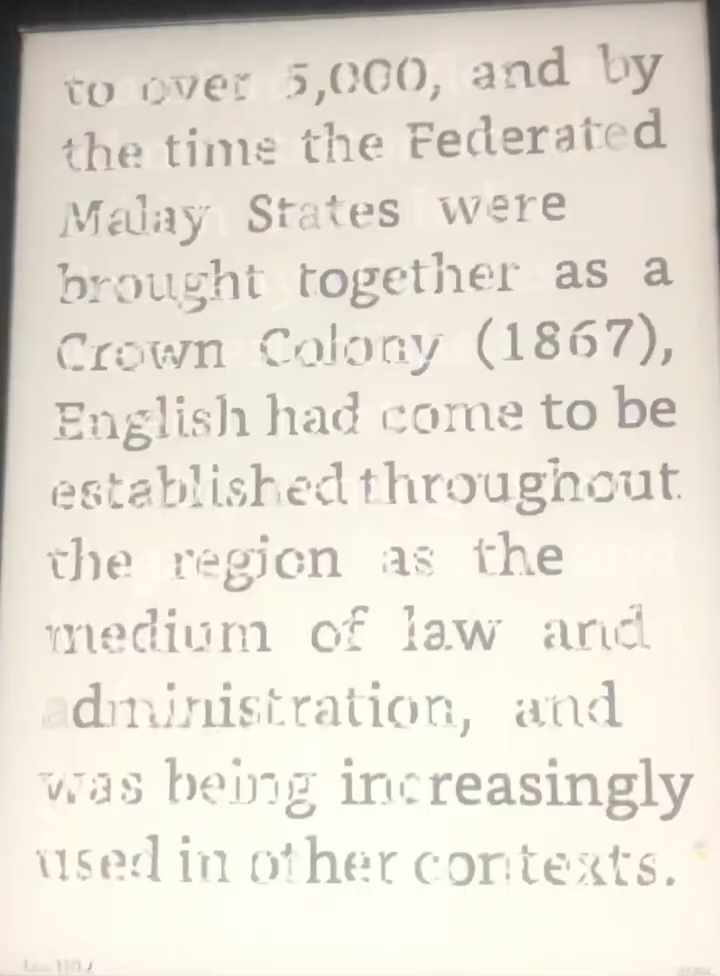 to over 5,000, and by
the time the Federated
Malay States were
brought together as a
Crown Colony (1867),
English had come to be
established throughout
the region as the
medium of law and
administration, and
was being increasingly
used in other contexts.